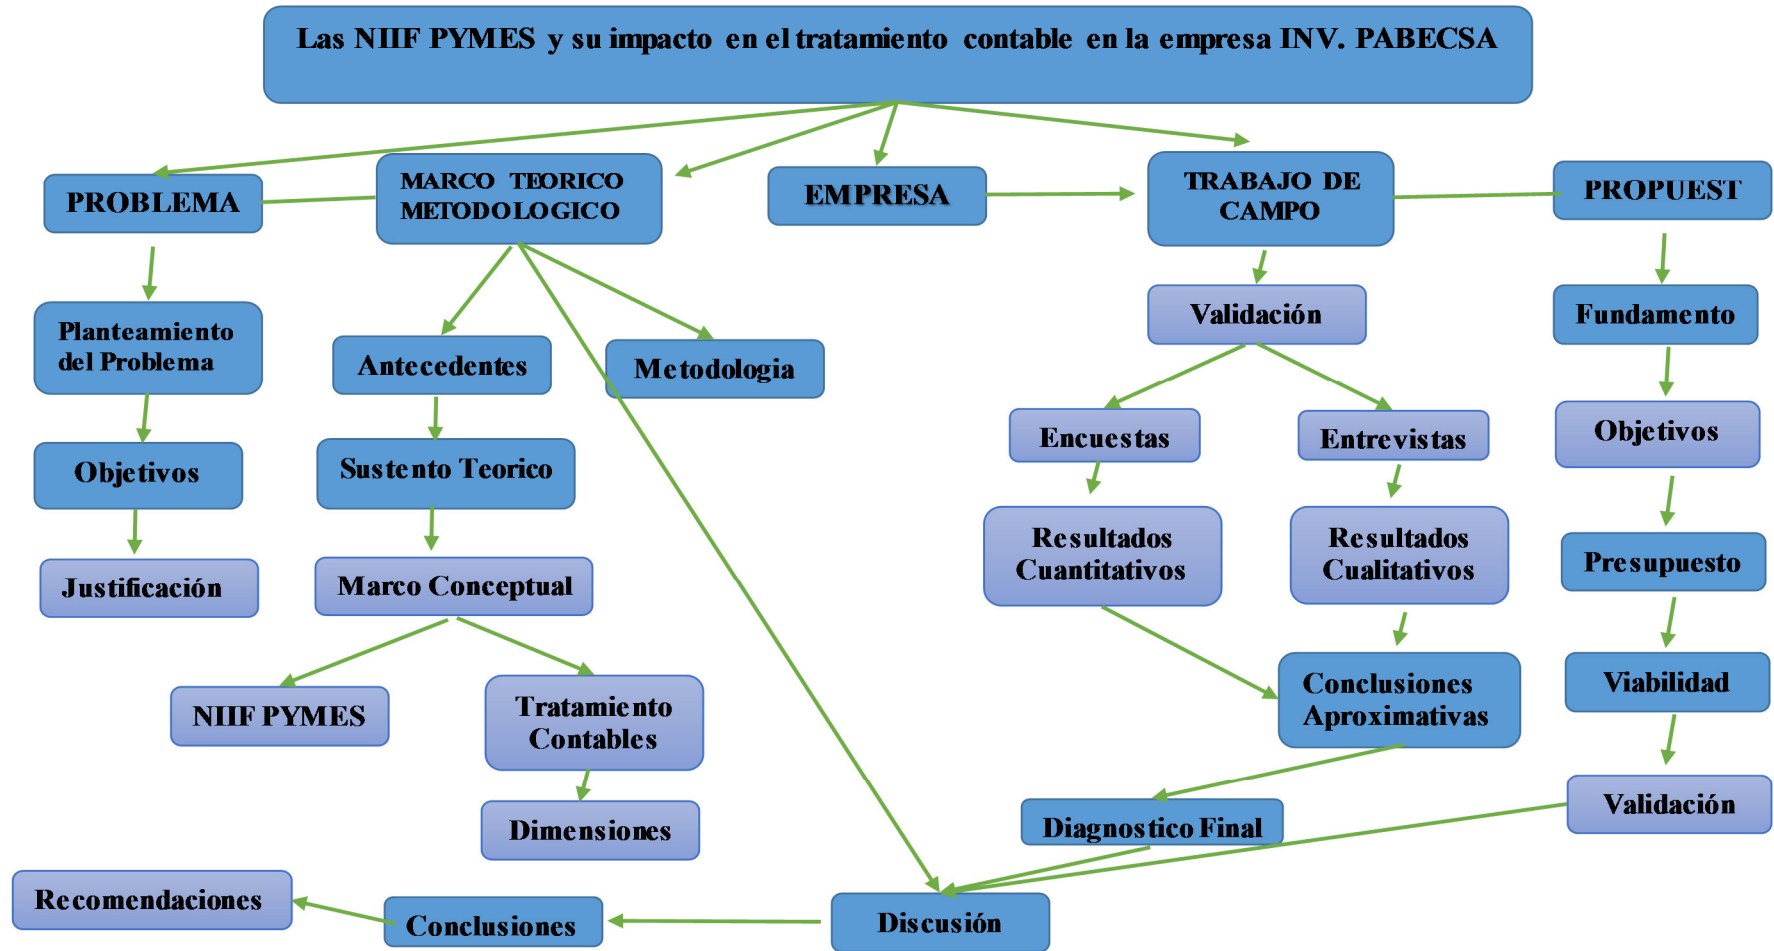 Las NIIF PYMES y su impacto en el tratamiento contable en la empresa INV. PABECSA
PROBLEMA
MARCO TEORICO
METODOLOGICO
EMPRESA
TRABAJO DE
CAMPO
PROPUEST
Planteamiento
del Problema
Objetivos
Justificación
Antecedentes
Metodologia
Sustento Teorico
Marco Conceptual
NIIF PYMES
Tratamiento
Contables
Dimensiones
Validación
Encuestas
Entrevistas
Resultados
Cuantitativos
Resultados
Cualitativos
Conclusiones
Aproximativas
Diagnostico Final
Fundamento
Objetivos
Presupuesto
Viabilidad
Validación
Discusión
Conclusiones
Recomendaciones